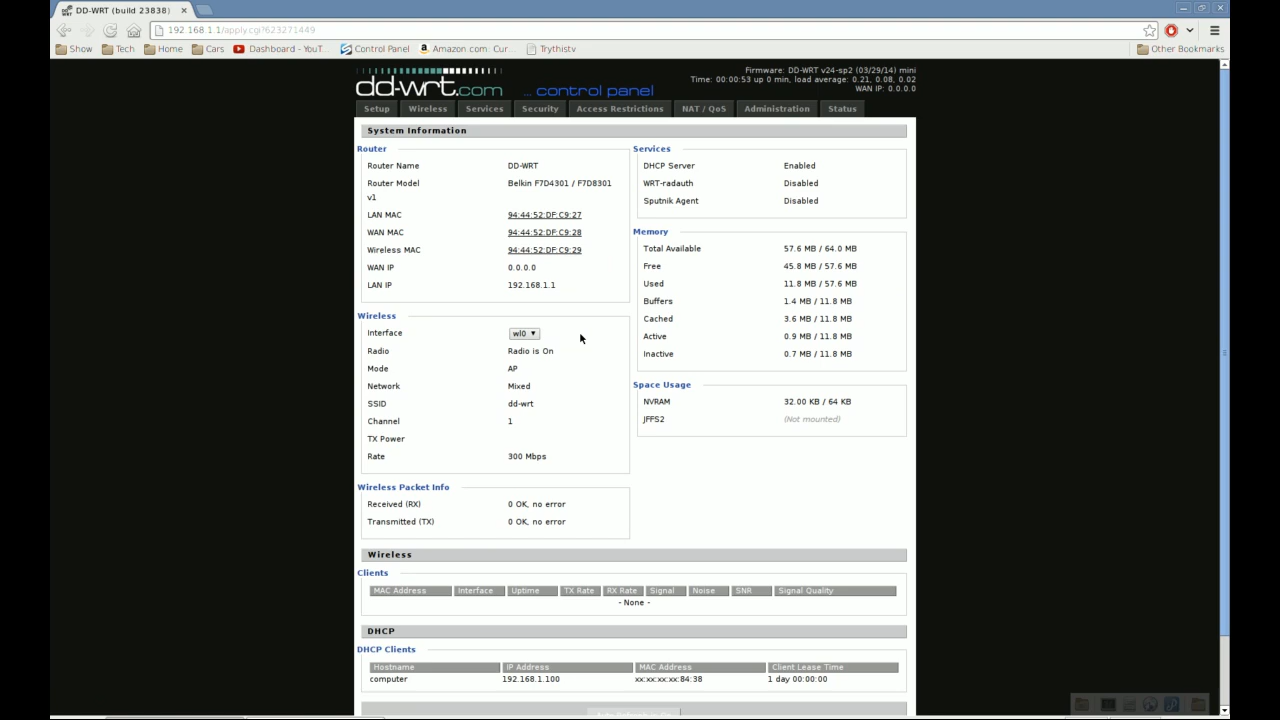 DD-WRT (build 23838)
192.168.1.1/apply.cgi?623271449
Show Tech Home Cars Dashboard - YouT... Control Panel Amazon com: Cur... Trythistv Other Bookmarks
dd-wrt.com ... control panel
Firmware: DD-WRT v24-sp2 (03/29/14) mini
Time: 00:00:53 up 0 min, load average: 0.21, 0.08, 0.02
WAN IP: 0.0.0.0
Setup Wireless Services Security Access Restrictions NAT / QoS Administration Status
System Information
Router
Router Name DD-WRT
Router Model Belkin F7D4301 / F7D8301
v1
LAN MAC 94:44:52:DF:C9:27
WAN MAC 94:44:52:DF:C9:28
Wireless MAC 94:44:52:DF:C9:29
WAN IP 0.0.0.0
LAN IP 192.168.1.1
Wireless
Interface wl0
Radio Radio is On
Mode AP
Network Mixed
SSID dd-wrt
Channel 1
TX Power
Rate 300 Mbps
Wireless Packet Info
Received (RX) 0 OK, no error
Transmitted (TX) 0 OK, no error
Services
DHCP Server Enabled
WRT-radauth Disabled
Sputnik Agent Disabled
Memory
Total Available 57.6 MB / 64.0 MB
Free 45.8 MB / 57.6 MB
Used 11.8 MB / 57.6 MB
Buffers 1.4 MB / 11.8 MB
Cached 3.6 MB / 11.8 MB
Active 0.9 MB / 11.8 MB
Inactive 0.7 MB / 11.8 MB
Space Usage
NVRAM 32.00 KB / 64 KB
JFFS2 (Not mounted)
Wireless
Clients
MAC Address Interface Uptime TX Rate RX Rate Signal Noise SNR Signal Quality
- None -
DHCP
DHCP Clients
Hostname IP Address MAC Address Client Lease Time
computer 192.168.1.100 xx:xx:xx:xx:84:38 1 day 00:00:00